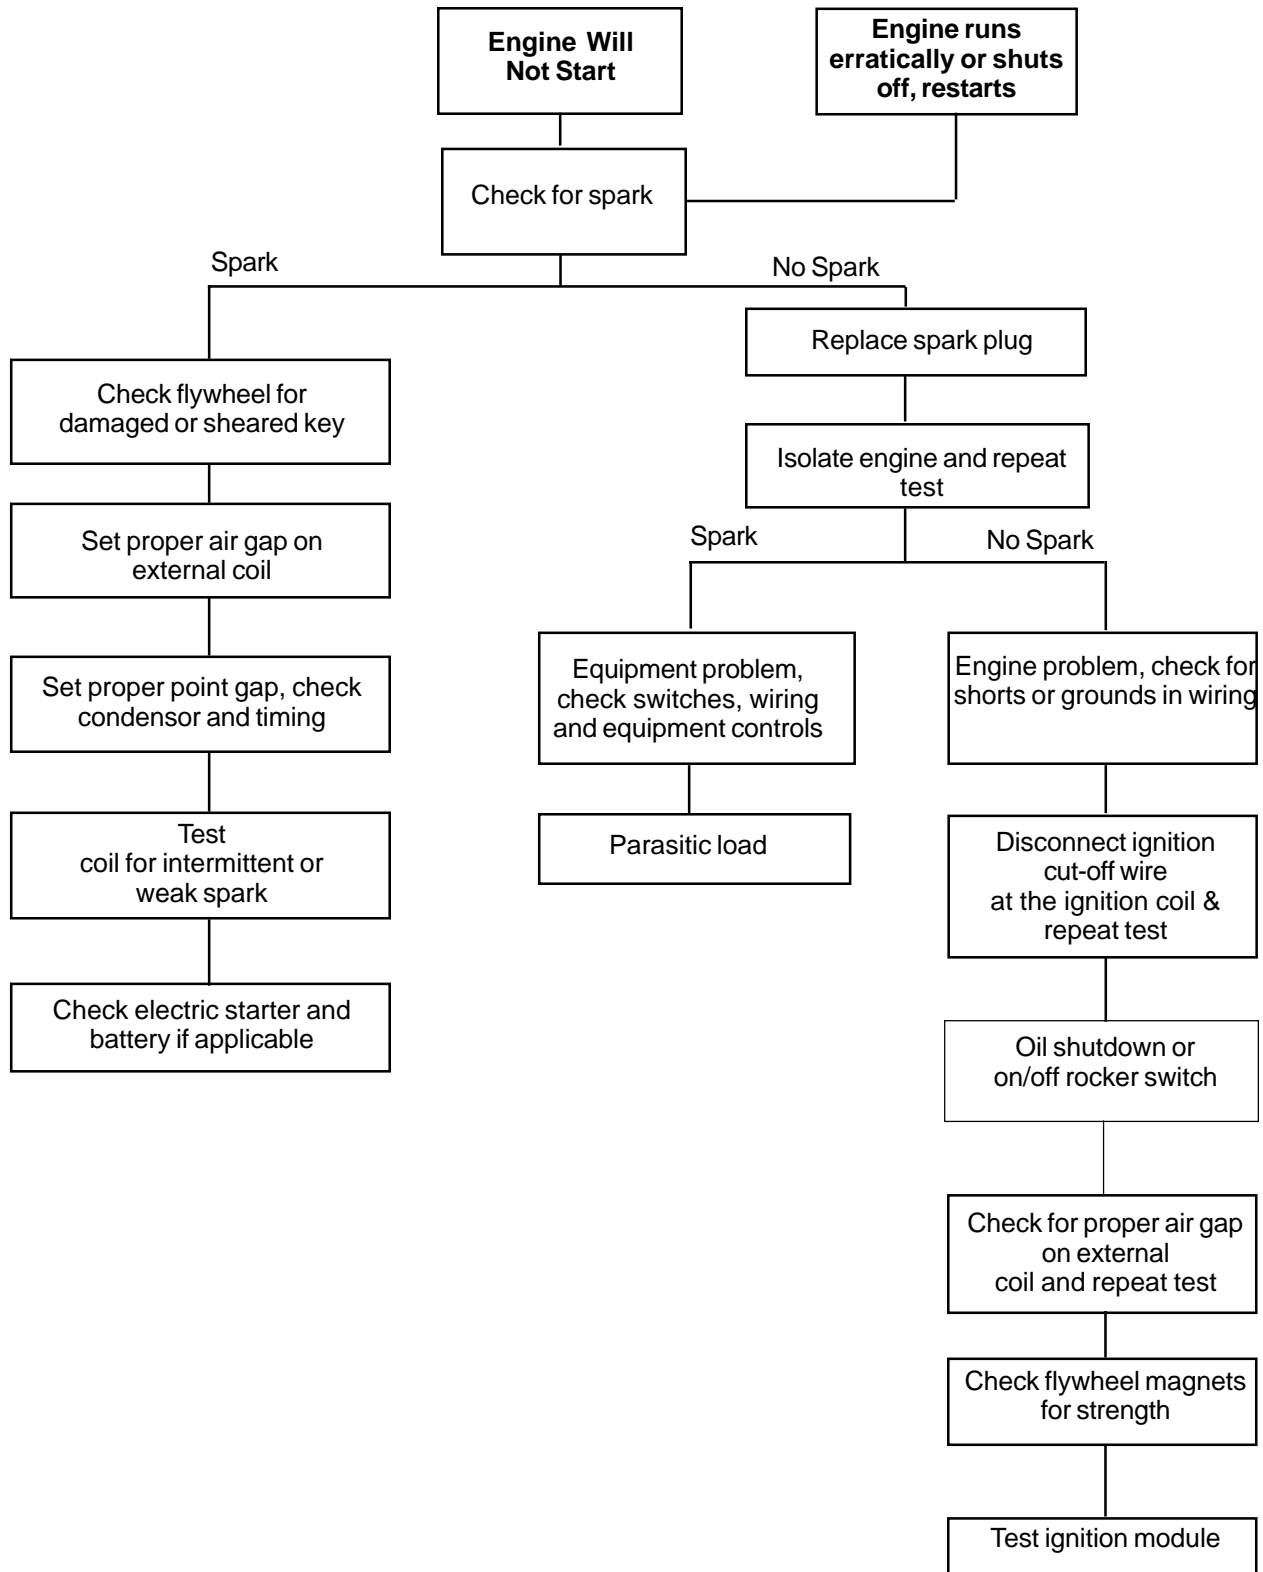 Engine Will
Not Start
Engine runs
erratically or shuts
off, restarts
Check for spark
Spark
No Spark
Check flywheel for
damaged or sheared key
Set proper air gap on
external coil
Set proper point gap, check
condensor and timing
Test
coil for intermittent or
weak spark
Check electric starter and
battery if applicable
Replace spark plug
Isolate engine and repeat
test
Spark
No Spark
Equipment problem,
check switches, wiring
and equipment controls
Parasitic load
Engine problem, check for
shorts or grounds in wiring
Disconnect ignition
cut-off wire
at the ignition coil &
repeat test
Oil shutdown or
on/off rocker switch
Check for proper air gap
on external
coil and repeat test
Check flywheel magnets
for strength
Test ignition module